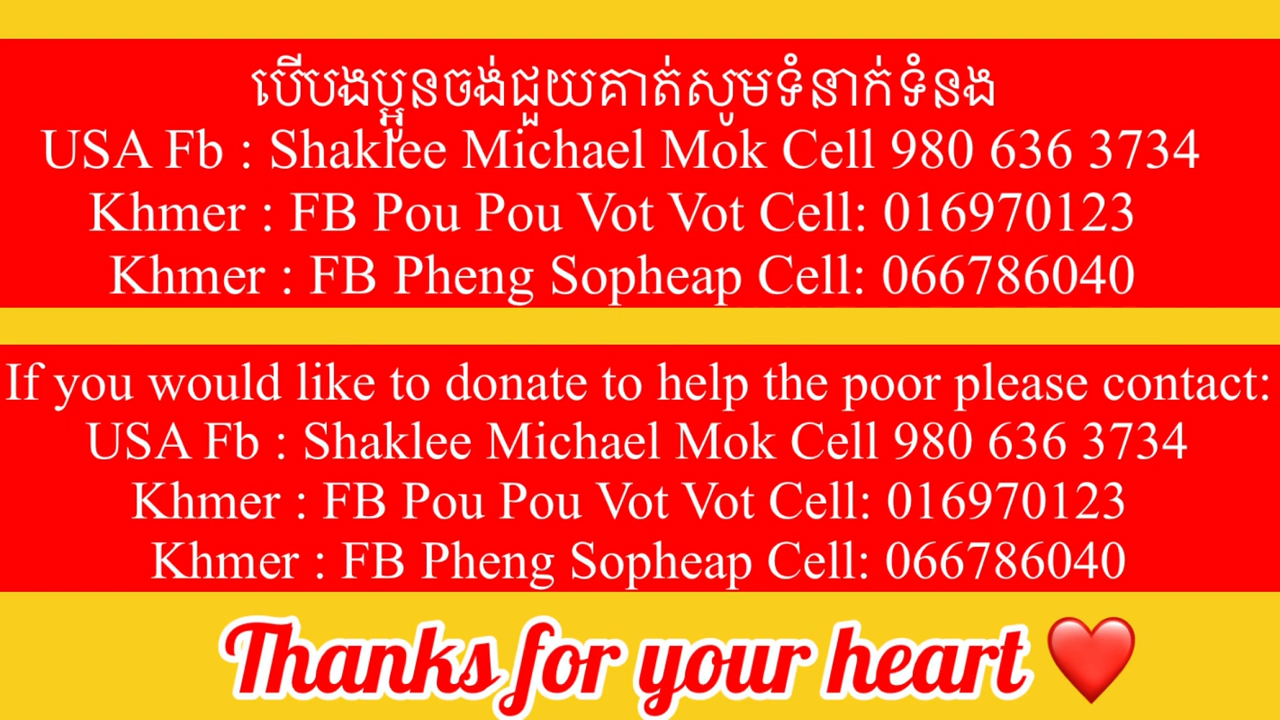 បើបងប្អូនចង់ជួយគាត់សូមទំនាក់ទំនង
USA Fb : Shaklee Michael Mok Cell 980 636 3734
Khmer : FB Pou Pou Vot Vot Cell: 016970123
Khmer : FB Pheng Sopheap Cell: 066786040
If you would like to donate to help the poor please contact:
USA Fb : Shaklee Michael Mok Cell 980 636 3734
Khmer : FB Pou Pou Vot Vot Cell: 016970123
Khmer : FB Pheng Sopheap Cell: 066786040
Thanks for your heart ❤️